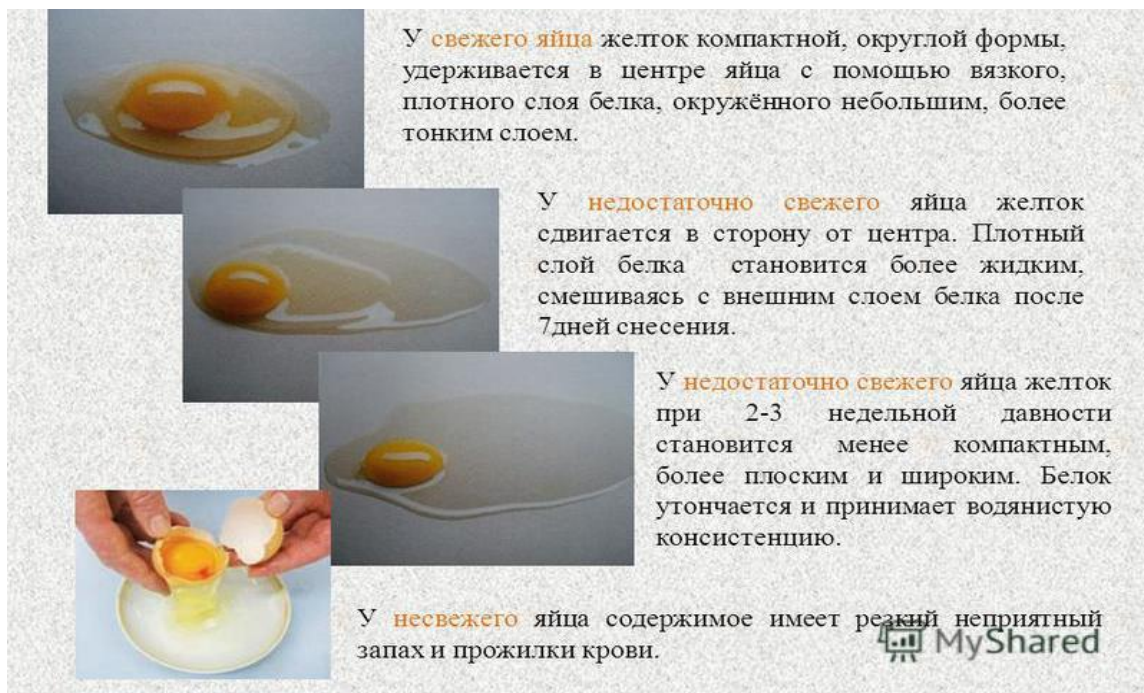 У свежего яйца желток компактной, округлой формы,
удерживается в центре яйца с помощью вязкого,
плотного слоя белка, окружённого небольшим, более
тонким слоем.
У недостаточно свежего яйца желток
сдвигается в сторону от центра. Плотный
слой белка становится более жидким,
смешиваясь с внешним слоем белка после
7дней снесения.
У недостаточно свежего яйца желток
при 2-3 недельной давности
становится менее компактным,
более плоским и широким. Белок
утончается и принимает водянистую
консистенцию.
У несвежего яйца содержимое имеет резкий неприятный
запах и прожилки крови.
MyShared